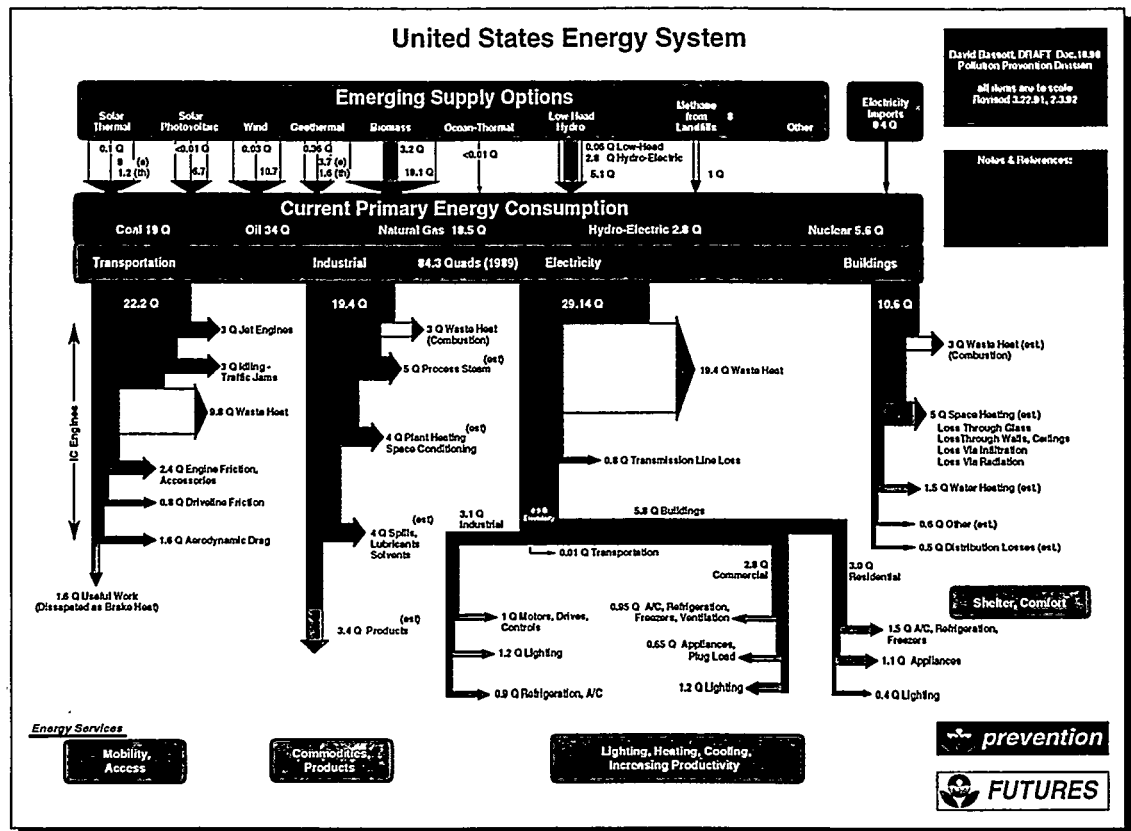 United States Energy System
David Bassett, DRAFT Doc.
Pollution Prevention Division
all items are to scale
Revised 3.22.91, 2.3.92
Emerging Supply Options
Solar Thermal
Solar Photovoltaic
Wind
Geothermal
Biomass
Ocean-Thermal
Low Head Hydro
Methane from Landfills
Other
Electricity Imports
Notes & References:
0.1 Q
(e)
1.2 (th)
<0.01 Q
6.7
0.03 Q
10.7
0.36 Q
3.7 (e)
1.6 (th)
3.2 Q
18.1 Q
<0.01 Q
0.06 Q Low-Head
2.8 Q Hydro-Electric
5.1 Q
1 Q
Current Primary Energy Consumption
Coal 19 Q
Oil 34 Q
Natural Gas 18.5 Q
Hydro-Electric 2.8 Q
Nuclear 5.6 Q
Transportation
Industrial
84.3 Quads (1989)
Electricity
Buildings
22.2 Q
3 Q Jet Engines
3 Q Idling -
Traffic Jams
9.8 Q Waste Heat
IC Engines
2.4 Q Engine Friction,
Accessories
0.8 Q Driveline Friction
1.6 Q Aerodynamic Drag
1.6 Q Useful Work
(Dissapated as Brake Heat)
19.4 Q
3 Q Waste Heat
(Combustion)
(est)
5 Q Process Steam
(est)
4 Q Plant Heating
Space Conditioning
(est)
4 Q Spills,
Lubricants
Solvents
(est)
3.4 Q Products
29.14 Q
19.4 Q Waste Heat
0.8 Q Transmission Line Loss
3.1 Q
Industrial
5.8 Q Buildings
0.01 Q Transportation
1 Q Motors, Drives,
Controls
1.2 Q Lighting
0.9 Q Refrigeration, A/C
2.8 Q
Commercial
0.95 Q A/C, Refrigeration,
Freezers, Ventilation
0.65 Q Appliances,
Plug Load
1.2 Q Lighting
3.0 Q
Residential
1.5 Q A/C, Refrigeration,
Freezers
1.1 Q Appliances
0.4 Q Lighting
10.6 Q
3 Q Waste Heat (est.)
(Combustion)
5 Q Space Heating (est.)
Loss Through Glass
Loss Through Walls, Ceilings
Loss Via Infiltration
Loss Via Radiation
1.5 Q Water Heating (est.)
0.6 Q Other (est.)
0.5 Q Distribution Losses (est.)
Shelter, Comfort
Energy Services
Mobility,
Access
Commodities,
Products
Lighting, Heating, Cooling,
Increasing Productivity
prevention
FUTURES